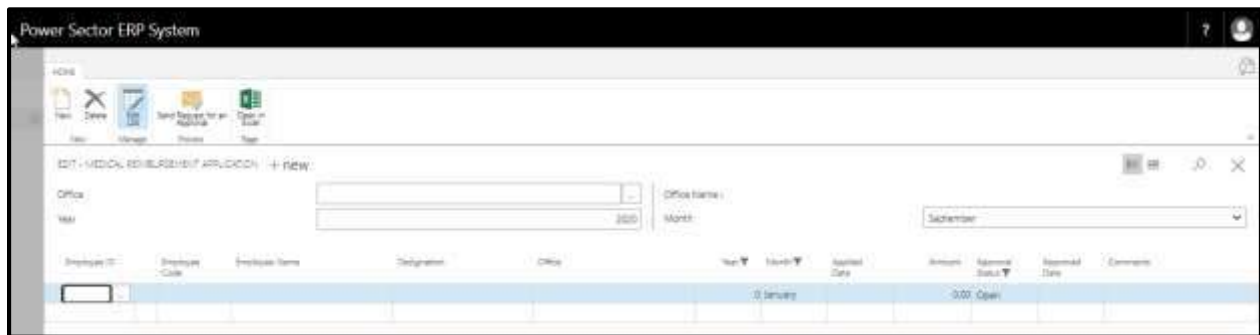 Power Sector ERP System ?
HOME
New Delete Edit List Send Request for an Approval Open in Excel
New Manage Process Page
EDIT - MEDICAL REIMBURSEMENT APPLICATION + new
Office ... Office Name :
Year 2020 Month September
Employee ID Employee Code Employee Name Designation Office Year Month Applied Date Amount Approval Status Approved Date Comments
0 January 0.00 Open